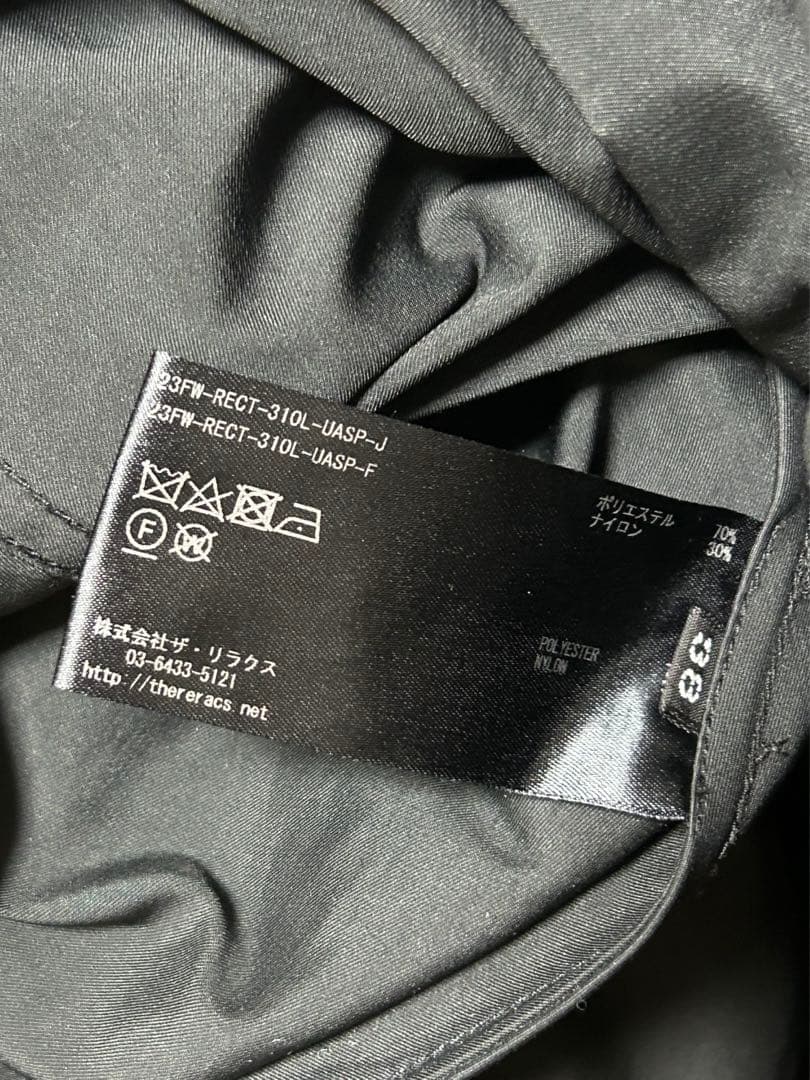 23FW-RECT-310L-UASP-J
23FW-RECT-310L-UASP-F
F
W
ポリエステル 70%
ナイロン 30%
POLYESTER
NYLON
38
株式会社ザ・リラクス
03-6433-5121
http://thereracs.net